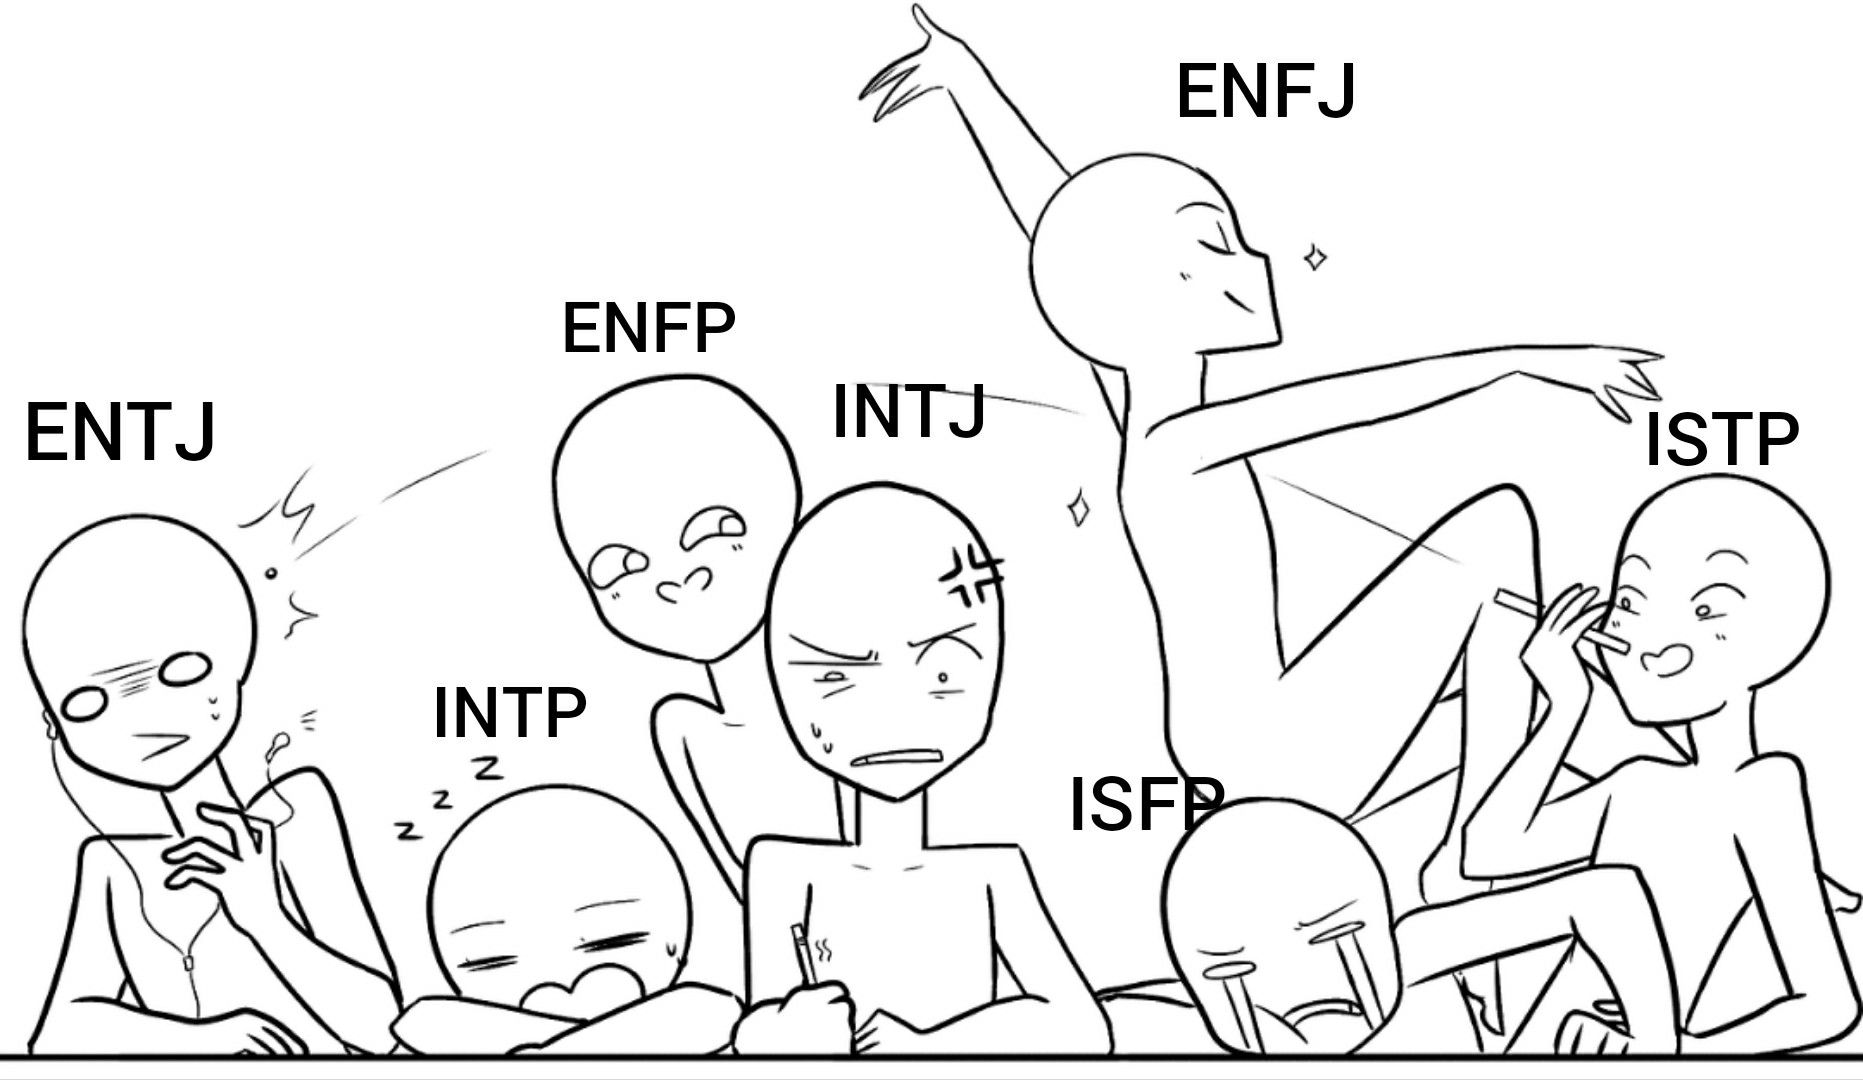 ENFJ
ENFP
INTJ
ENTJ
ISTP
INTP
z
z
z
ISFP